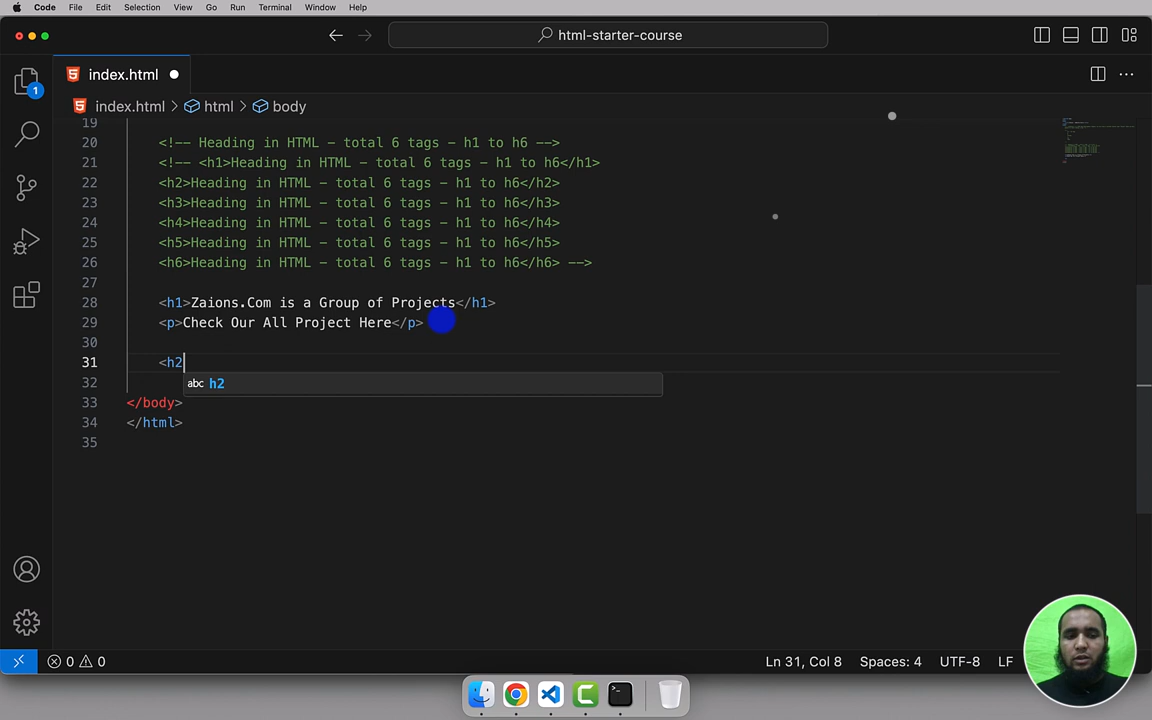 Code File Edit Selection View Go Run Terminal Window Help
html-starter-course
index.html
1
index.html > html > body
19
20 <!-- Heading in HTML - total 6 tags - h1 to h6 -->
21 <!-- <h1>Heading in HTML - total 6 tags - h1 to h6</h1>
22 <h2>Heading in HTML - total 6 tags - h1 to h6</h2>
23 <h3>Heading in HTML - total 6 tags - h1 to h6</h3>
24 <h4>Heading in HTML - total 6 tags - h1 to h6</h4>
25 <h5>Heading in HTML - total 6 tags - h1 to h6</h5>
26 <h6>Heading in HTML - total 6 tags - h1 to h6</h6> -->
27
28 <h1>Zaions.Com is a Group of Projects</h1>
29 <p>Check Our All Project Here</p>
30
31 <h2
32 abc h2
33 </body>
34 </html>
35
0 0 Ln 31, Col 8 Spaces: 4 UTF-8 LF